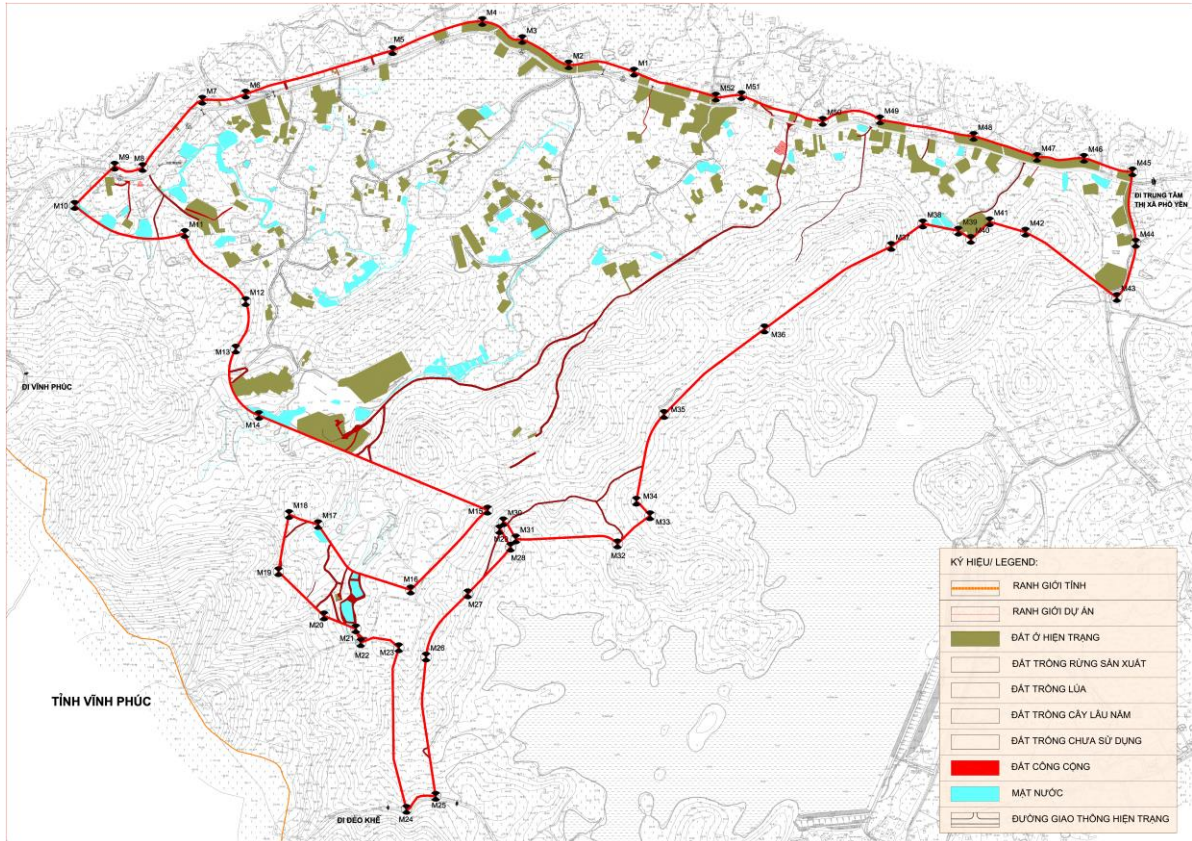 M4
M3
M5
M2
M1
M7
M6
M52
M51
M50
M49
M48
M47
M46
M45
ĐI TRUNG TÂM
THỊ XÃ PHỔ YÊN
M9
M8
M10
M11
M38
M39
M41
M40
M42
M37
M44
M43
M12
M36
M13
ĐI VĨNH PHÚC
M14
M35
M34
M33
M15
M30
M29
M31
M28
M32
M18
M17
M19
M16
M27
M20
M21
M22
M23
M26
TỈNH VĨNH PHÚC
M25
M24
ĐI ĐÈO KHẾ
KÝ HIỆU/ LEGEND:
RANH GIỚI TỈNH
RANH GIỚI DỰ ÁN
ĐẤT Ở HIỆN TRẠNG
ĐẤT TRỒNG RỪNG SẢN XUẤT
ĐẤT TRỒNG LÚA
ĐẤT TRỒNG CÂY LÂU NĂM
ĐẤT TRỐNG CHƯA SỬ DỤNG
ĐẤT CÔNG CỘNG
MẶT NƯỚC
ĐƯỜNG GIAO THÔNG HIỆN TRẠNG